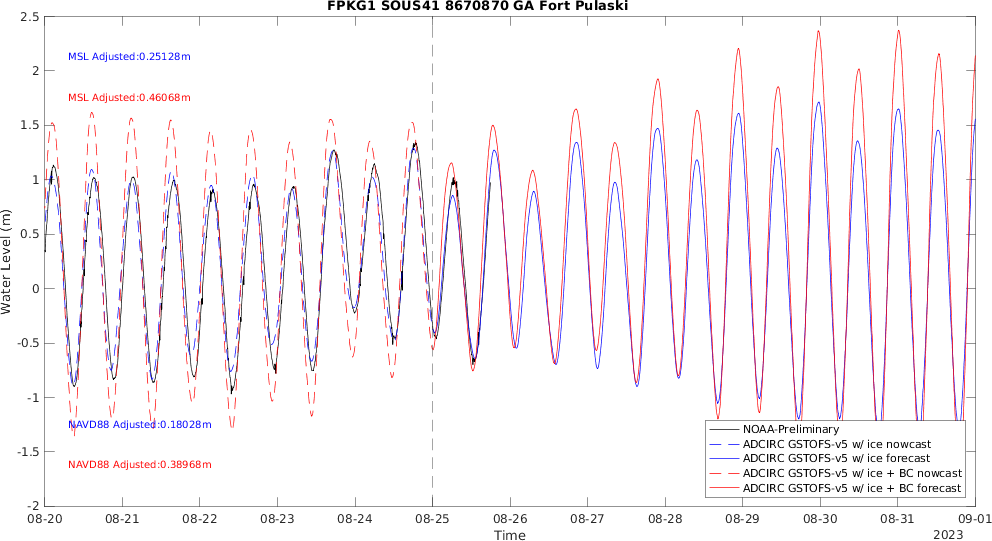 FPKG1 SOUS41 8670870 GA Fort Pulaski
2.5
2
1.5
1
0.5
0
-0.5
-1
-1.5
-2
Water Level (m)
MSL Adjusted:0.25128m
MSL Adjusted:0.46068m
NAVD88 Adjusted:0.18028m
NAVD88 Adjusted:0.38968m
NOAA-Preliminary
ADCIRC GSTOFS-v5 w/ ice nowcast
ADCIRC GSTOFS-v5 w/ ice forecast
ADCIRC GSTOFS-v5 w/ ice + BC nowcast
ADCIRC GSTOFS-v5 w/ ice + BC forecast
08-20 08-21 08-22 08-23 08-24 08-25 08-26 08-27 08-28 08-29 08-30 08-31 09-01
Time
2023